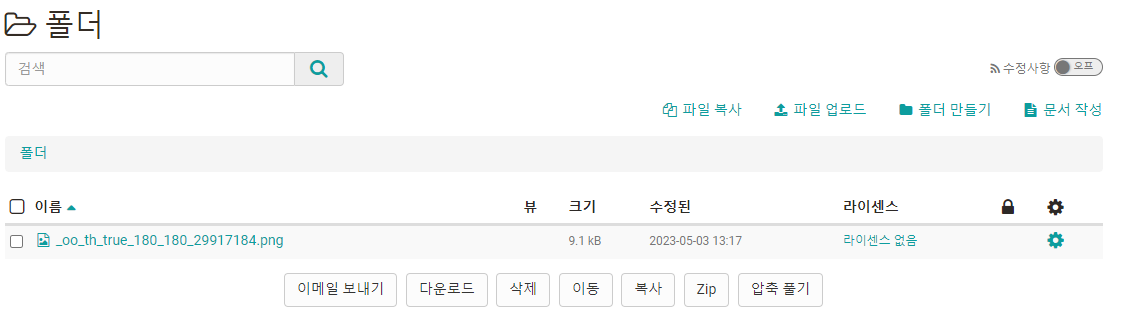 폴더
검색
수정사항 오프
파일 복사 파일 업로드 폴더 만들기 문서 작성
폴더
이름 뷰 크기 수정된 라이센스
_oo_th_true_180_180_29917184.png 9.1 kB 2023-05-03 13:17 라이센스 없음
이메일 보내기 다운로드 삭제 이동 복사 Zip 압축 풀기